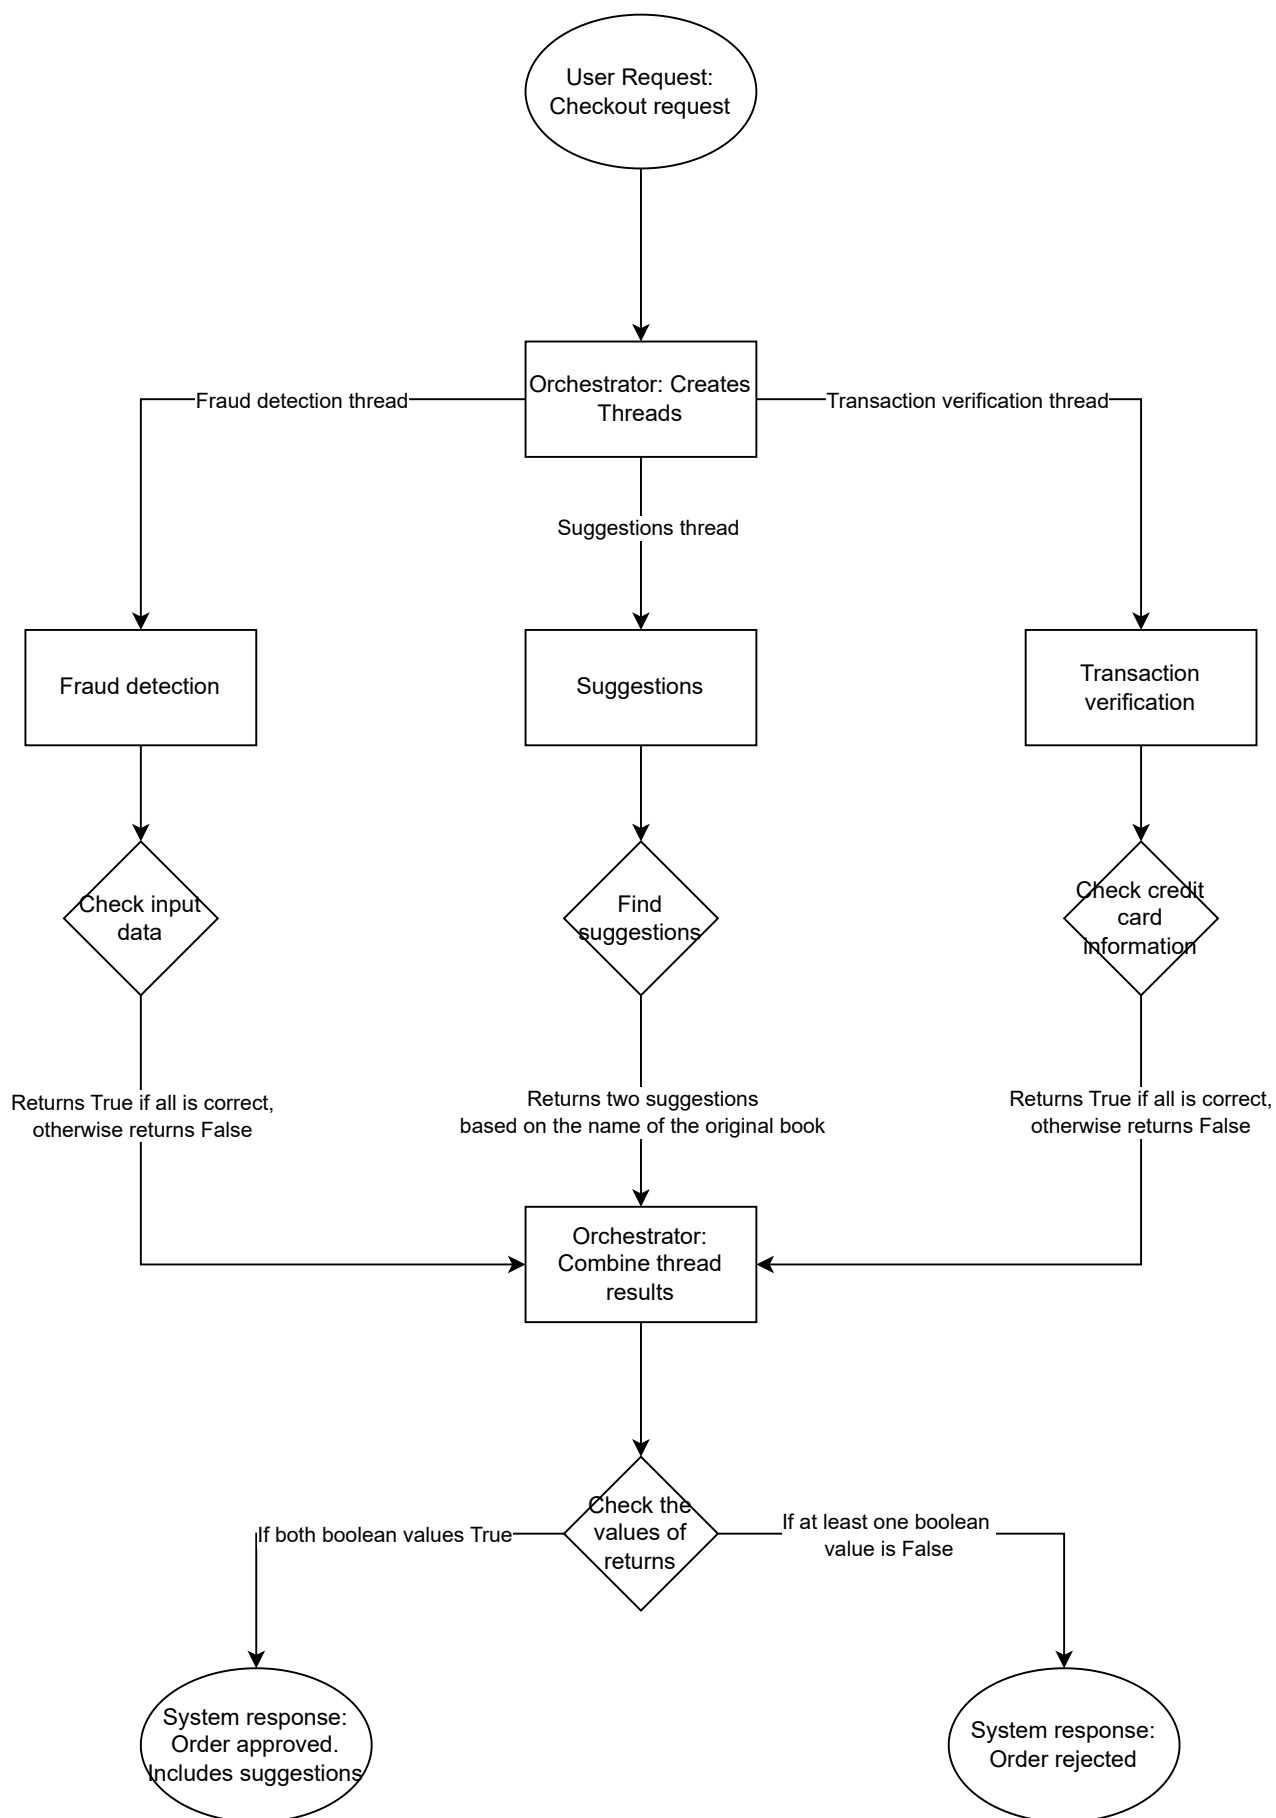 User Request:
Checkout request
Orchestrator: Creates
Threads
Fraud detection thread
Transaction verification thread
Suggestions thread
Fraud detection
Suggestions
Transaction
verification
Check input
data
Find
suggestions
Check credit
card
information
Returns True if all is correct,
otherwise returns False
Returns two suggestions
based on the name of the original book
Returns True if all is correct,
otherwise returns False
Orchestrator:
Combine thread
results
Check the
values of
returns
If both boolean values True
If at least one boolean
value is False
System response:
Order approved.
Includes suggestions
System response:
Order rejected